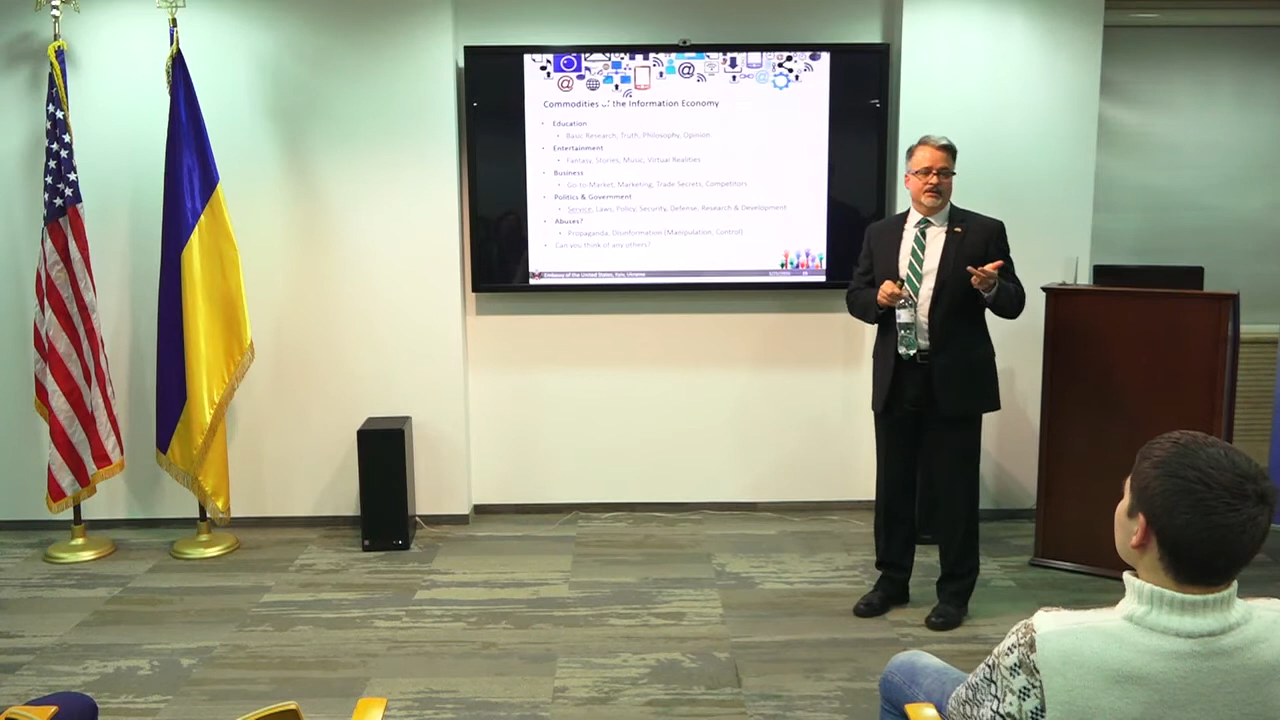 Commodities of the Information Economy
• Education
• Basic Research, Truth, Philosophy, Opinion
• Entertainment
• Fantasy, Stories, Music, Virtual Realities
• Business
• Go-to-Market, Marketing, Trade Secrets, Competitors
• Politics & Government
• Service, Laws, Policy, Security, Defense, Research & Development
• Abuses?
• Propaganda, Disinformation (Manipulation, Control)
• Can you think of any others?
Embassy of the United States, Kyiv, Ukraine